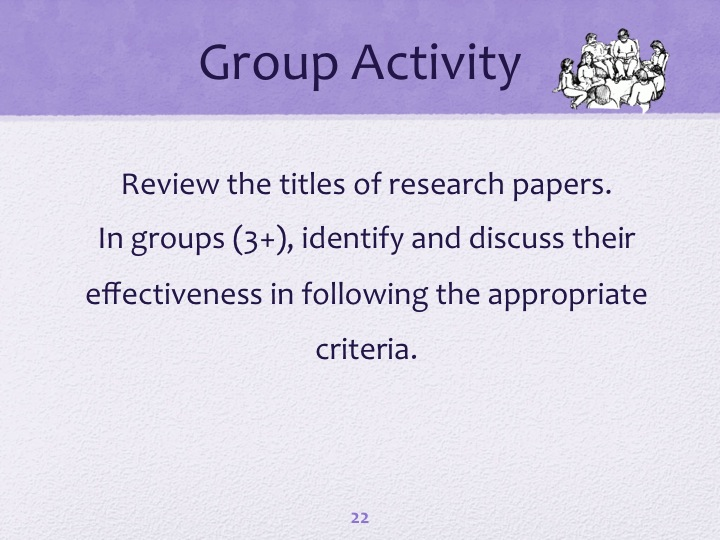 Group Activity
Review the titles of research papers.
In groups (3+), identify and discuss their
effectiveness in following the appropriate
criteria.
22